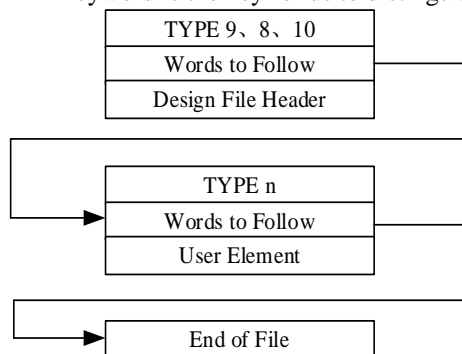 TYPE 9、8、10
Words to Follow
Design File Header
TYPE n
Words to Follow
User Element
End of File